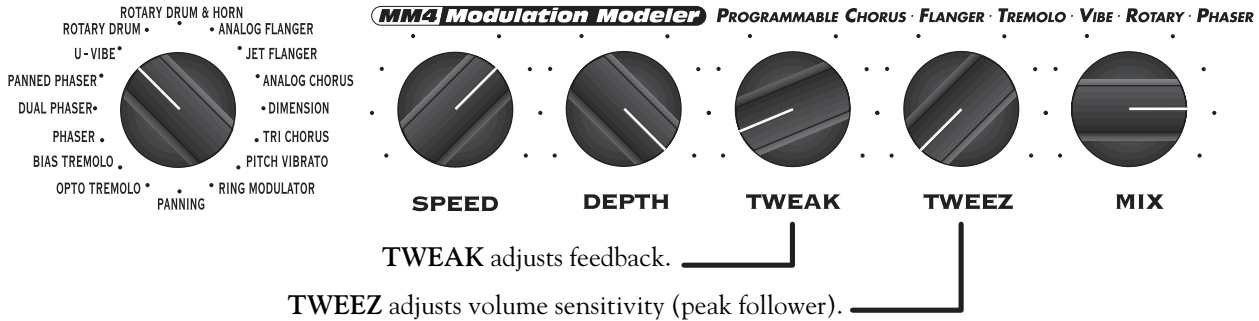 ROTARY DRUM & HORN
ROTARY DRUM
ANALOG FLANGER
U-VIBE
JET FLANGER
PANNED PHASER
ANALOG CHORUS
DUAL PHASER
DIMENSION
PHASER
TRI CHORUS
BIAS TREMOLO
PITCH VIBRATO
OPTO TREMOLO
RING MODULATOR
PANNING
MM4 Modulation Modeler PROGRAMMABLE CHORUS · FLANGER · TREMOLO · VIBE · ROTARY · PHASER
SPEED DEPTH TWEAK TWEEZ MIX
TWEAK adjusts feedback.
TWEEZ adjusts volume sensitivity (peak follower).